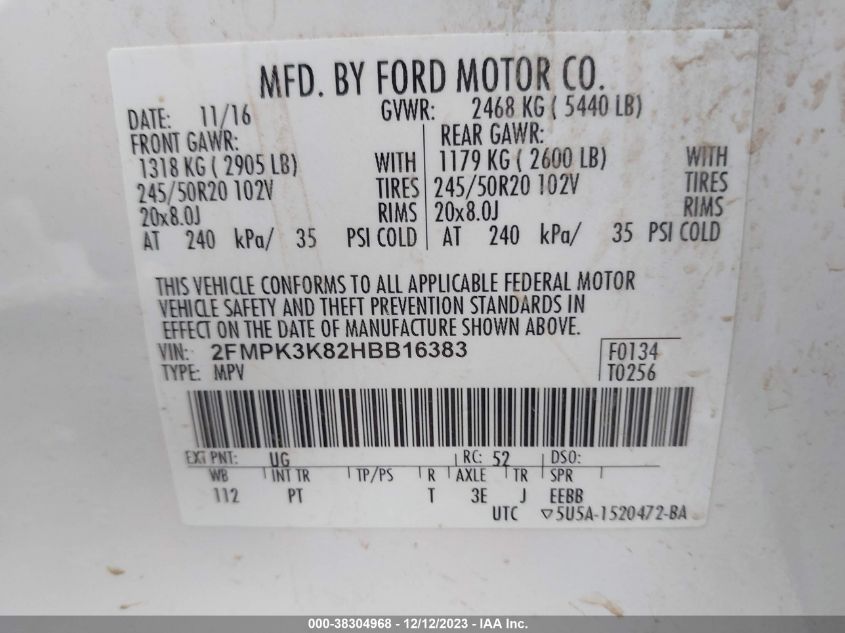 MFD. BY FORD MOTOR CO.
DATE: 11/16 GVWR: 2468 KG ( 5440 LB)
FRONT GAWR: REAR GAWR:
1318 KG ( 2905 LB) WITH 1179 KG ( 2600 LB) WITH
245/50R20 102V TIRES 245/50R20 102V TIRES
20x8.0J RIMS 20x8.0J RIMS
AT 240 kPa/ 35 PSI COLD AT 240 kPa/ 35 PSI COLD
THIS VEHICLE CONFORMS TO ALL APPLICABLE FEDERAL MOTOR
VEHICLE SAFETY AND THEFT PREVENTION STANDARDS IN
EFFECT ON THE DATE OF MANUFACTURE SHOWN ABOVE.
VIN: 2FMPK3K82HBB16383 F0134
TYPE: MPV T0256
EXT PNT: UG RC: 52 DSO:
WB INT TR TP/PS R AXLE TR SPR
112 PT T 3E J EEBB
UTC ▽5U5A-1520472-BA
000-38304968 - 12/12/2023 - IAA Inc.